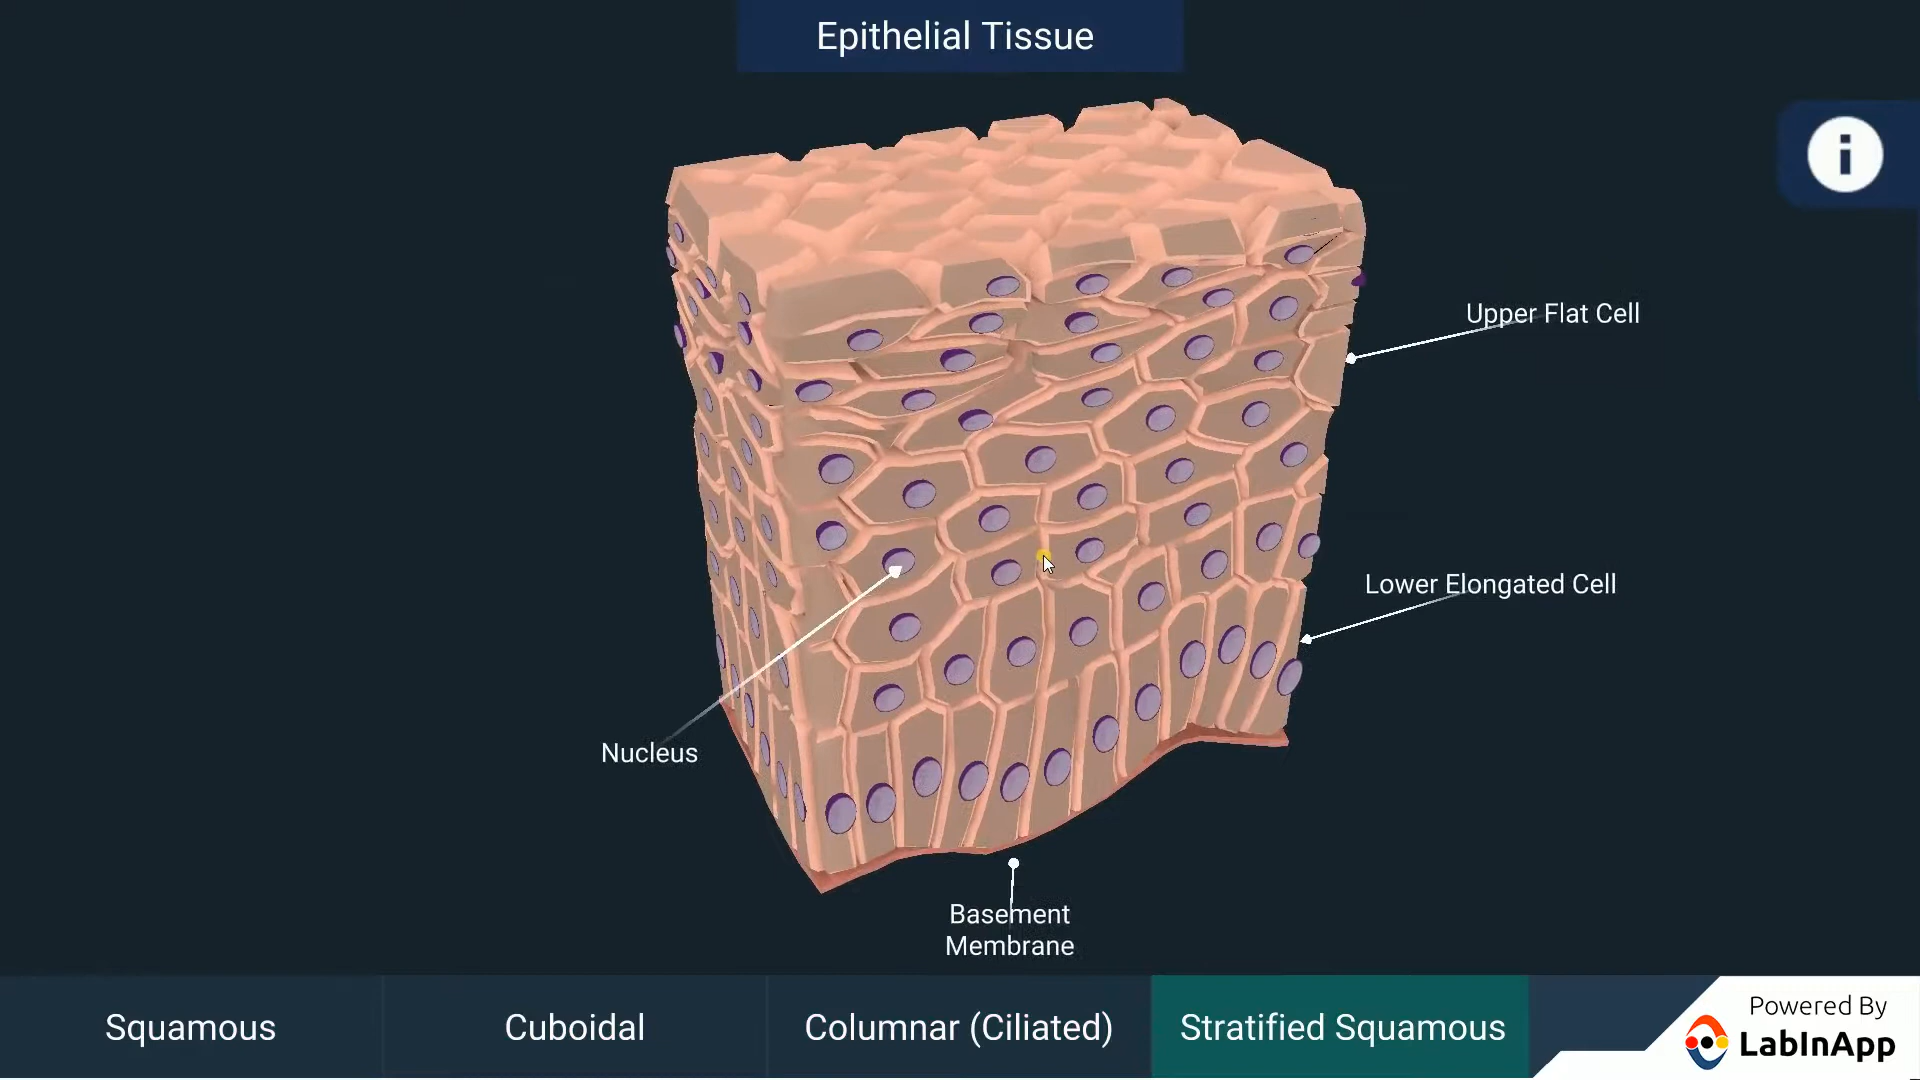 Epithelial Tissue
i
Upper Flat Cell
Lower Elongated Cell
Nucleus
Basement
Membrane
Squamous
Cuboidal
Columnar (Ciliated)
Stratified Squamous
Powered By
LabInApp